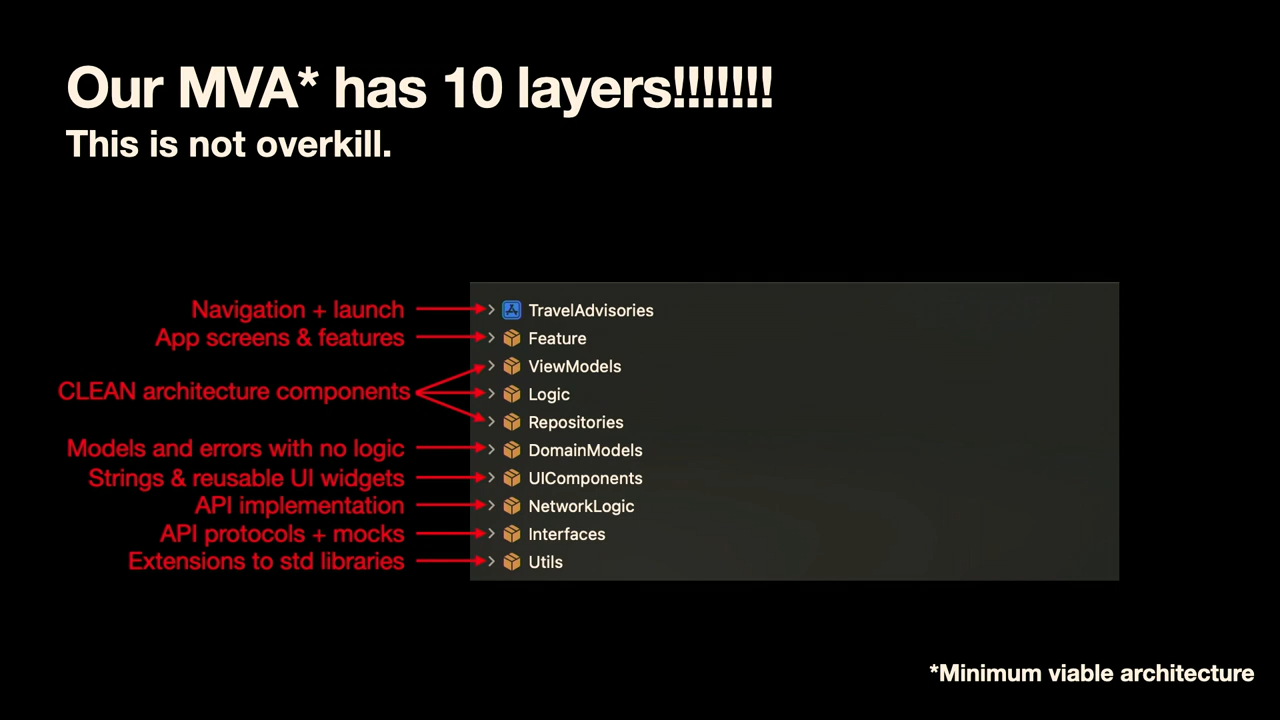 Our MVA* has 10 layers!!!!!!!
This is not overkill.
Navigation + launch
TravelAdvisories
App screens & features
Feature
ViewModels
CLEAN architecture components
Logic
Repositories
Models and errors with no logic
DomainModels
Strings & reusable UI widgets
UIComponents
API implementation
NetworkLogic
API protocols + mocks
Interfaces
Extensions to std libraries
Utils
*Minimum viable architecture